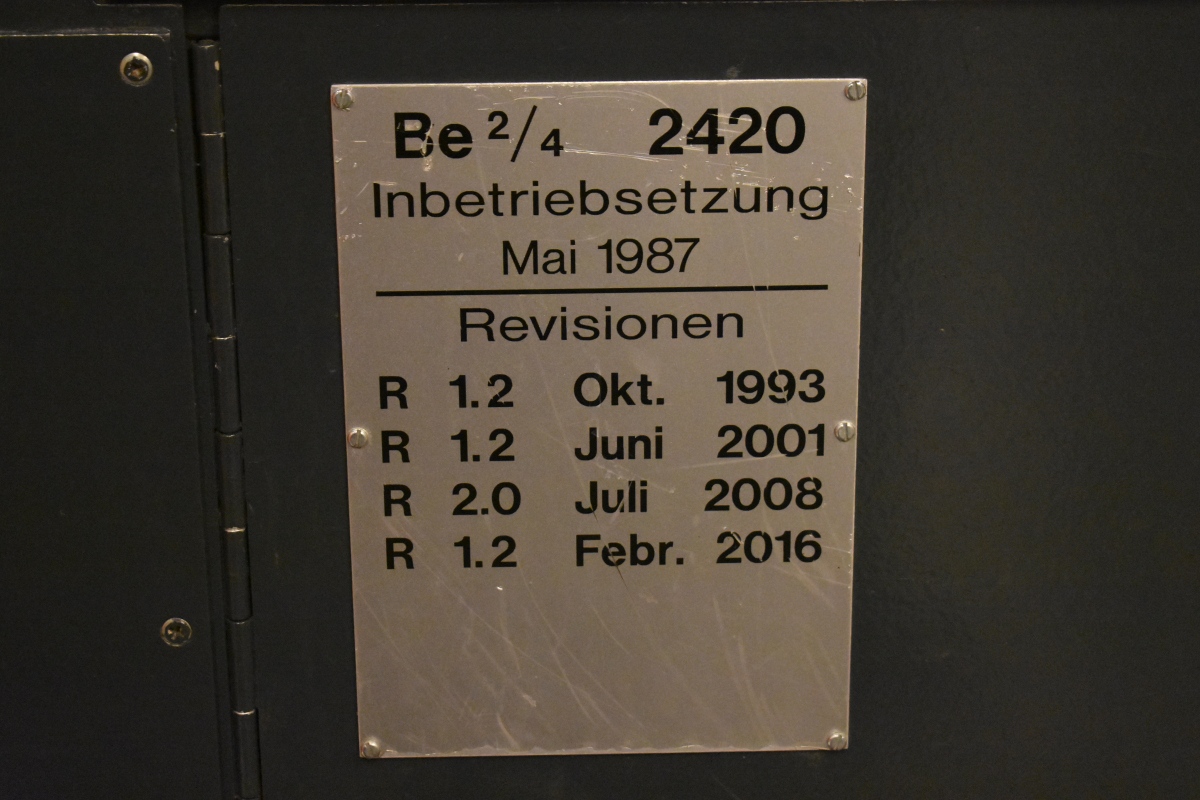 Be 2/4 2420
Inbetriebsetzung
Mai 1987
Revisionen
R 1.2 Okt. 1993
R 1.2 Juni 2001
R 2.0 Juli 2008
R 1.2 Febr. 2016